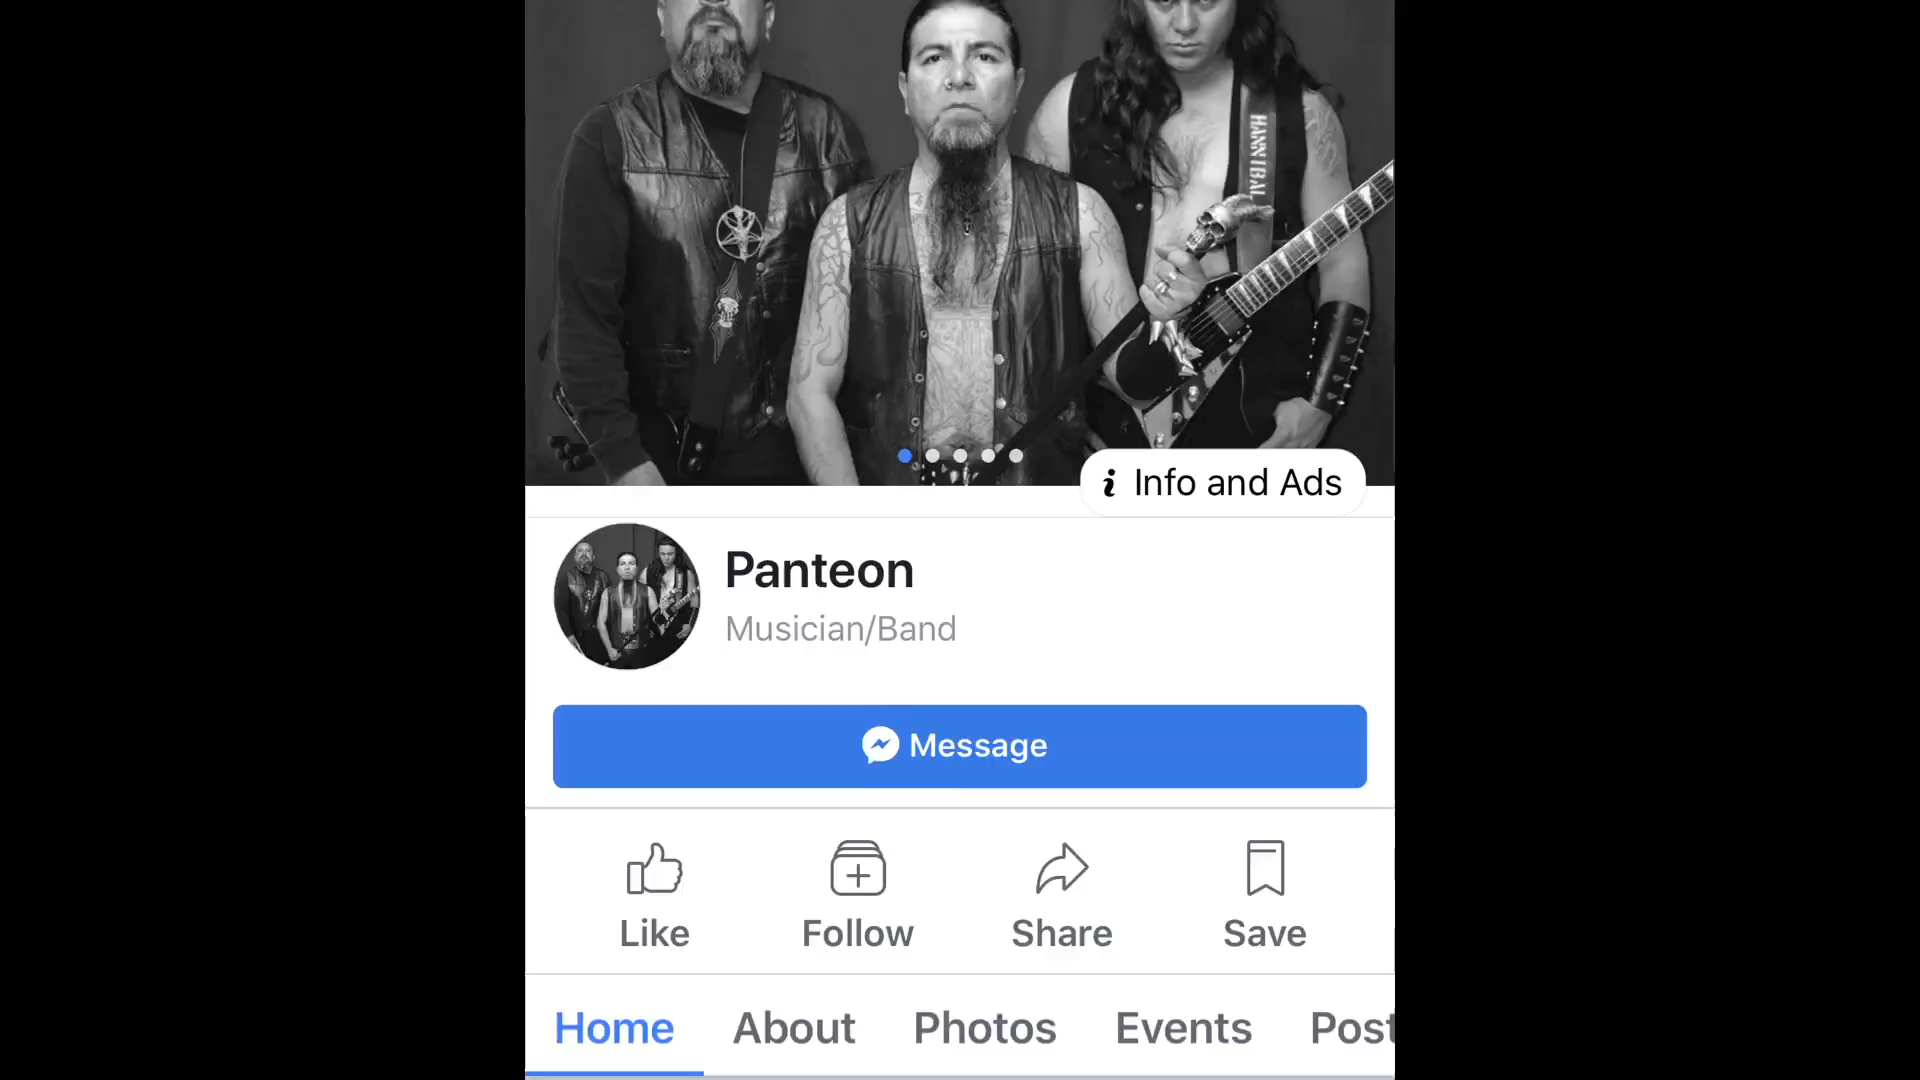 HANNIBAL
i Info and Ads
Panteon
Musician/Band
Message
Like Follow Share Save
Home About Photos Events Post